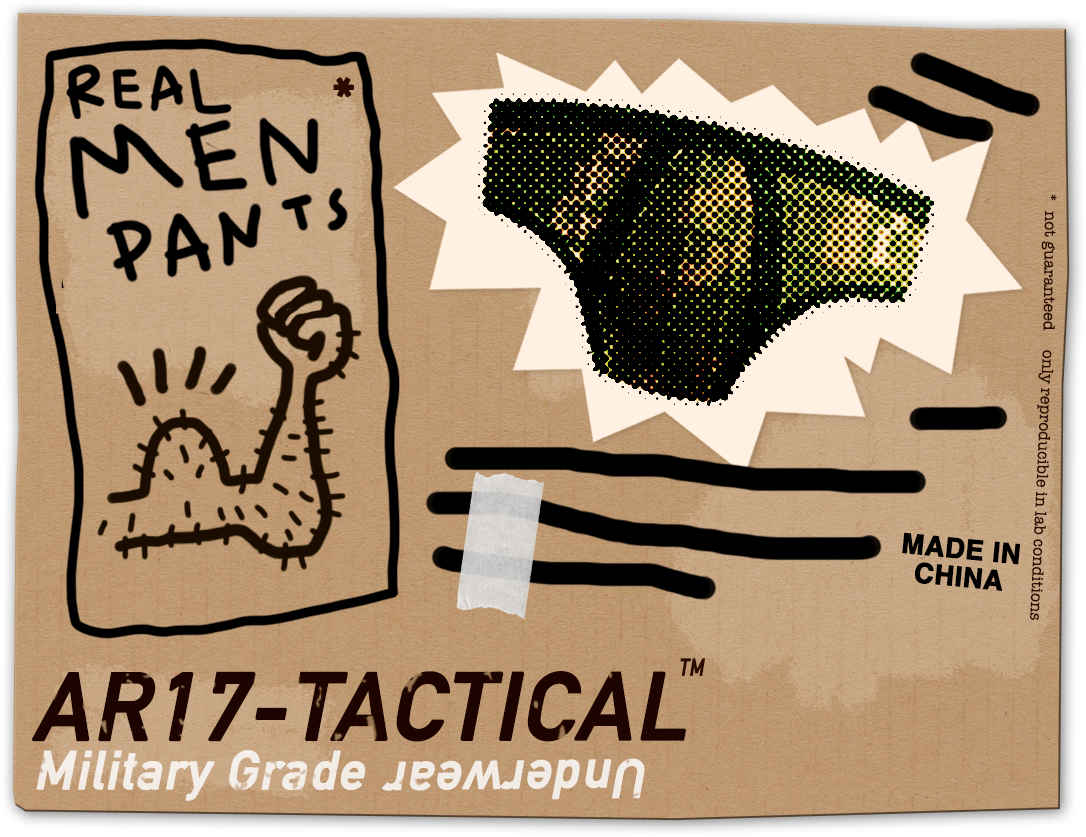 REAL *
MEN
PANTS
* not guaranteed only reproducible in lab conditions
MADE IN
CHINA
AR17-TACTICAL™
Military Grade Underwear